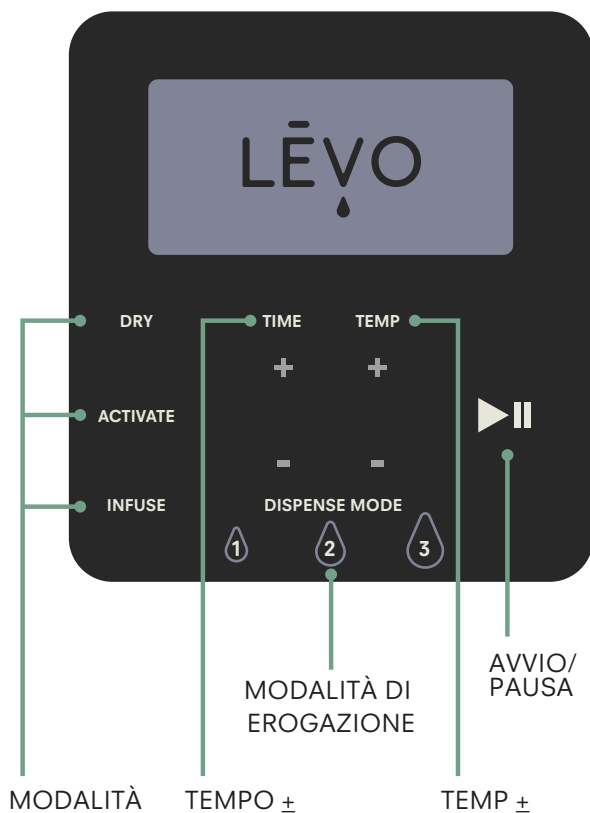 LĒVO
DRY TIME TEMP
+ +
ACTIVATE
- -
INFUSE DISPENSE MODE
1 2 3
AVVIO/
PAUSA
MODALITÀ DI
EROGAZIONE
MODALITÀ TEMPO ± TEMP ±